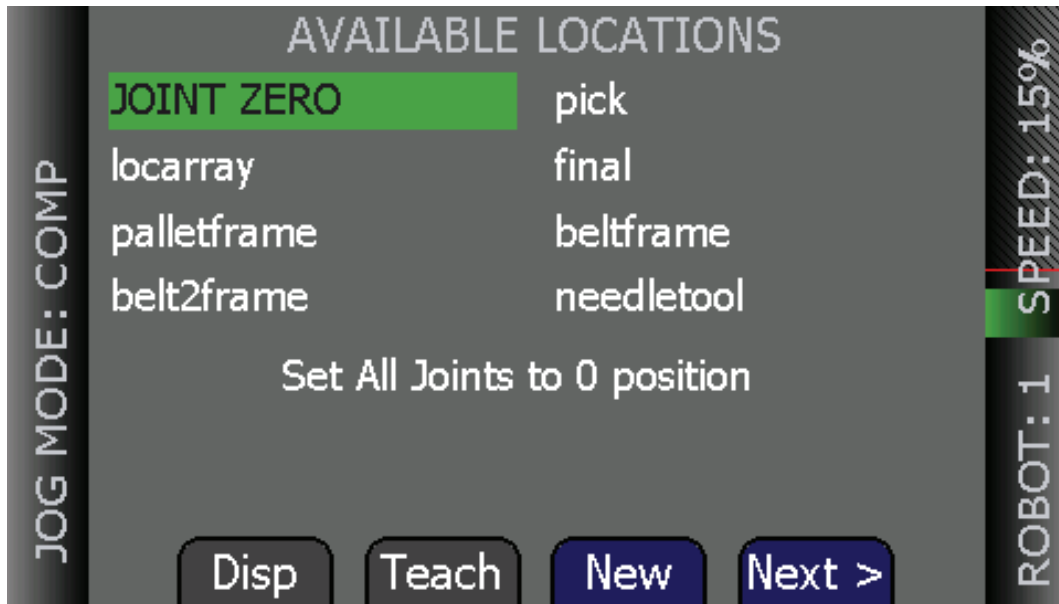 AVAILABLE LOCATIONS
JOINT ZERO
pick
locarray
final
palletframe
beltframe
belt2frame
needletool
Set All Joints to 0 position
Disp
Teach
New
Next >
JOG MODE: COMP
SPEED: 15%
ROBOT: 1